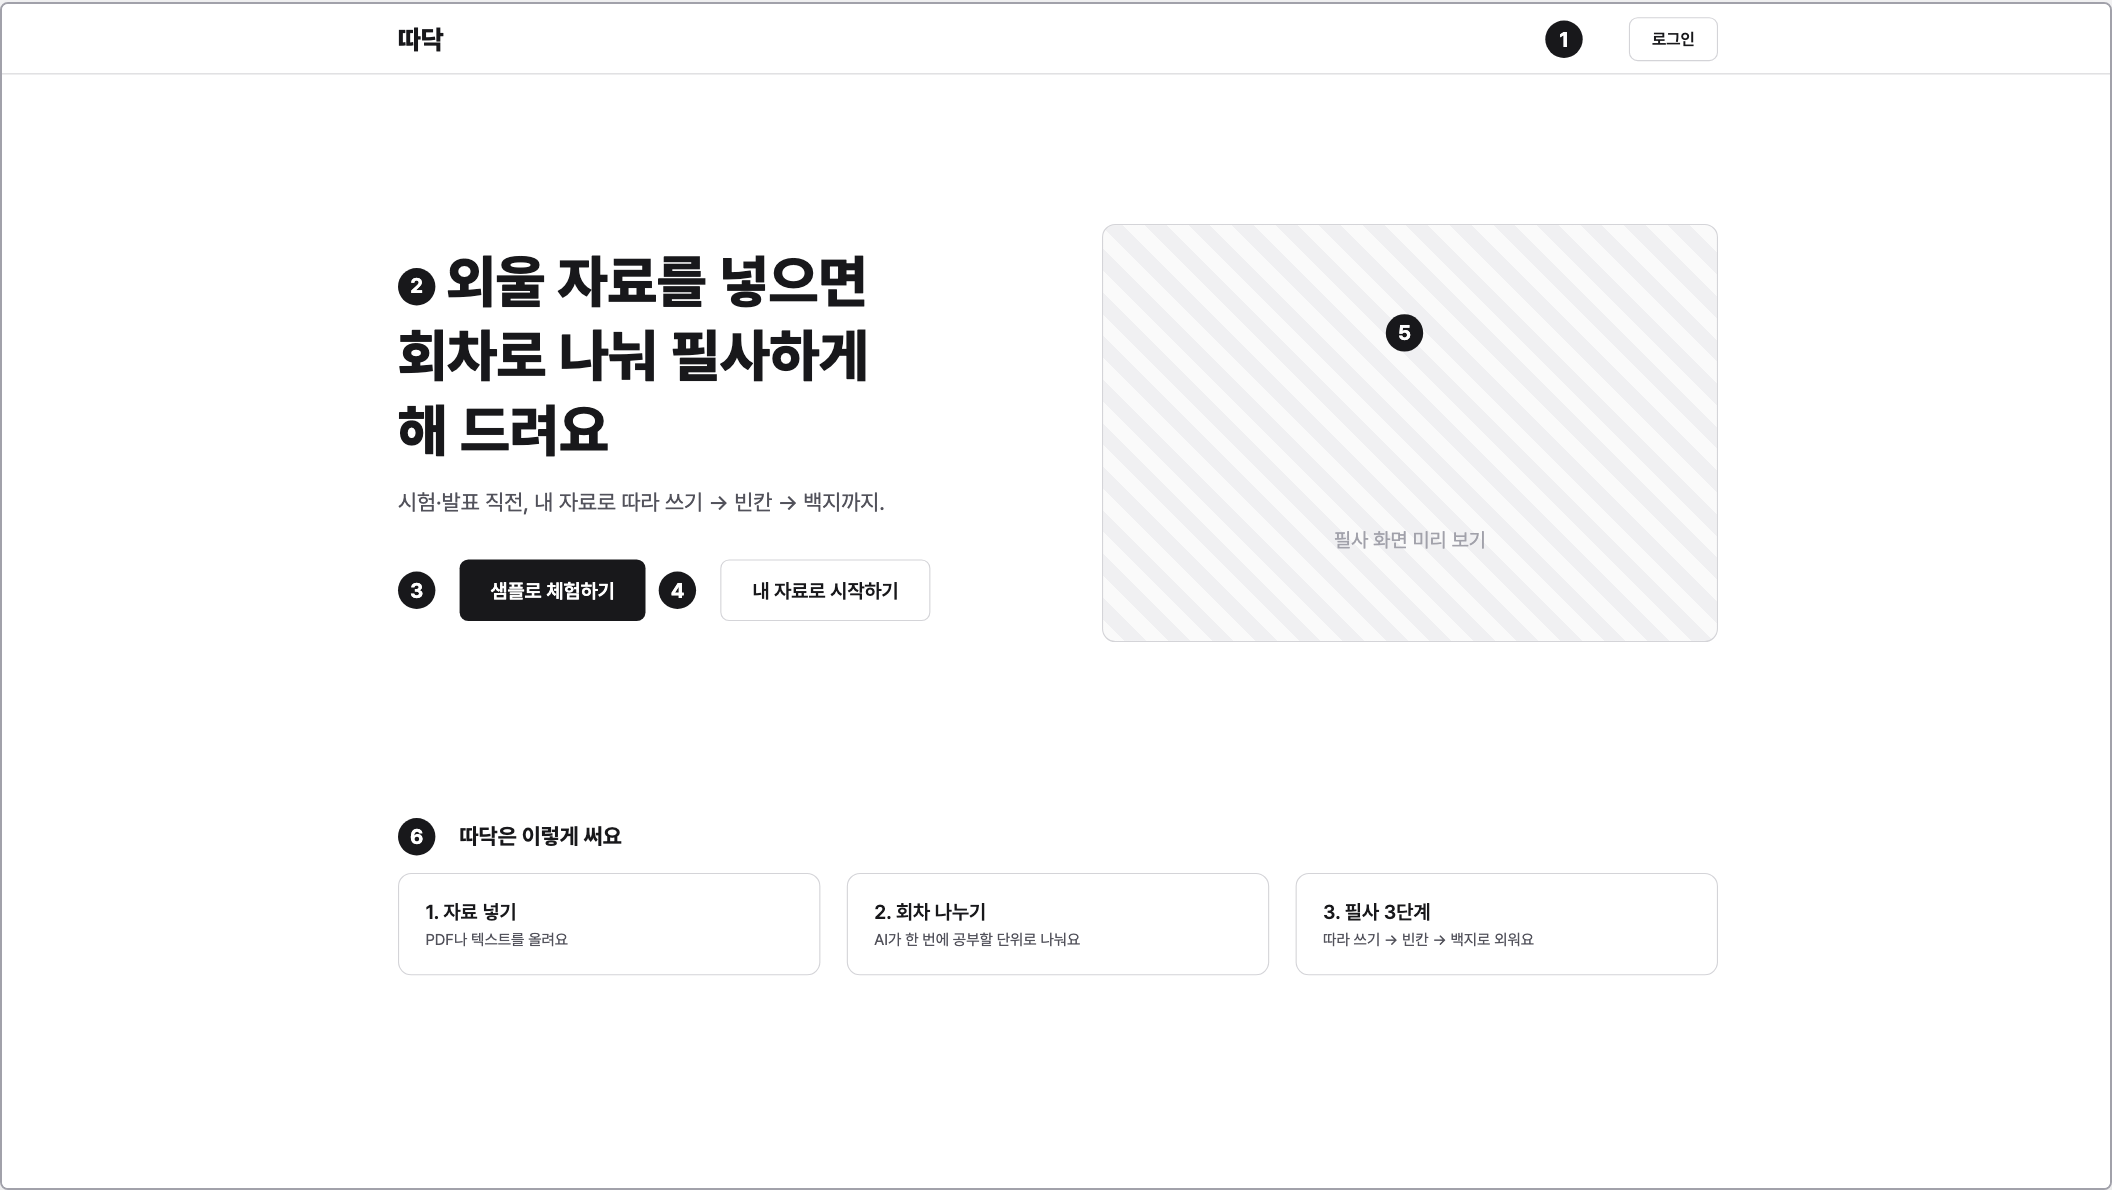 따닥
1 로그인
2 외울 자료를 넣으면
회차로 나눠 필사하게
해 드려요
시험·발표 직전, 내 자료로 따라 쓰기 → 빈칸 → 백지까지.
3 샘플로 체험하기 4 내 자료로 시작하기
5
필사 화면 미리 보기
6 따닥은 이렇게 써요
1. 자료 넣기
PDF나 텍스트를 올려요
2. 회차 나누기
AI가 한 번에 공부할 단위로 나눠요
3. 필사 3단계
따라 쓰기 → 빈칸 → 백지로 외워요